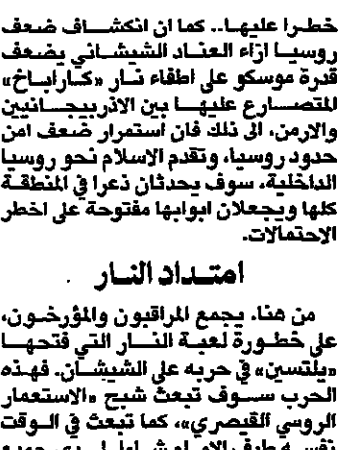 خطرا عليها.. كما ان انكشاف ضعف
روسيا ازاء العناد الشيشاني يضعف
قدرة موسكو على اطفاء نار «كاراباخ»
المتصارع عليها بين الاذربيجانيين
والارمن، الى ذلك فان استمرار ضعف امن
حدود روسيا، وتقدم الاسلام نحو روسيا
الداخلية، سوف يحدثان ذعرا في المنطقة
كلها ويجعلان ابوابها مفتوحة على اخطر
الاحتمالات.
امتداد النار
من هنا، يجمع المراقبون والمؤرخون،
على خطورة لعبة النار التي فتحها
«يلتسين» في حربه على الشيشان. فهذه
الحرب سوف تبعث شبح «الاستعمار
الروسي القيصري»، كما تبعث في الوقت